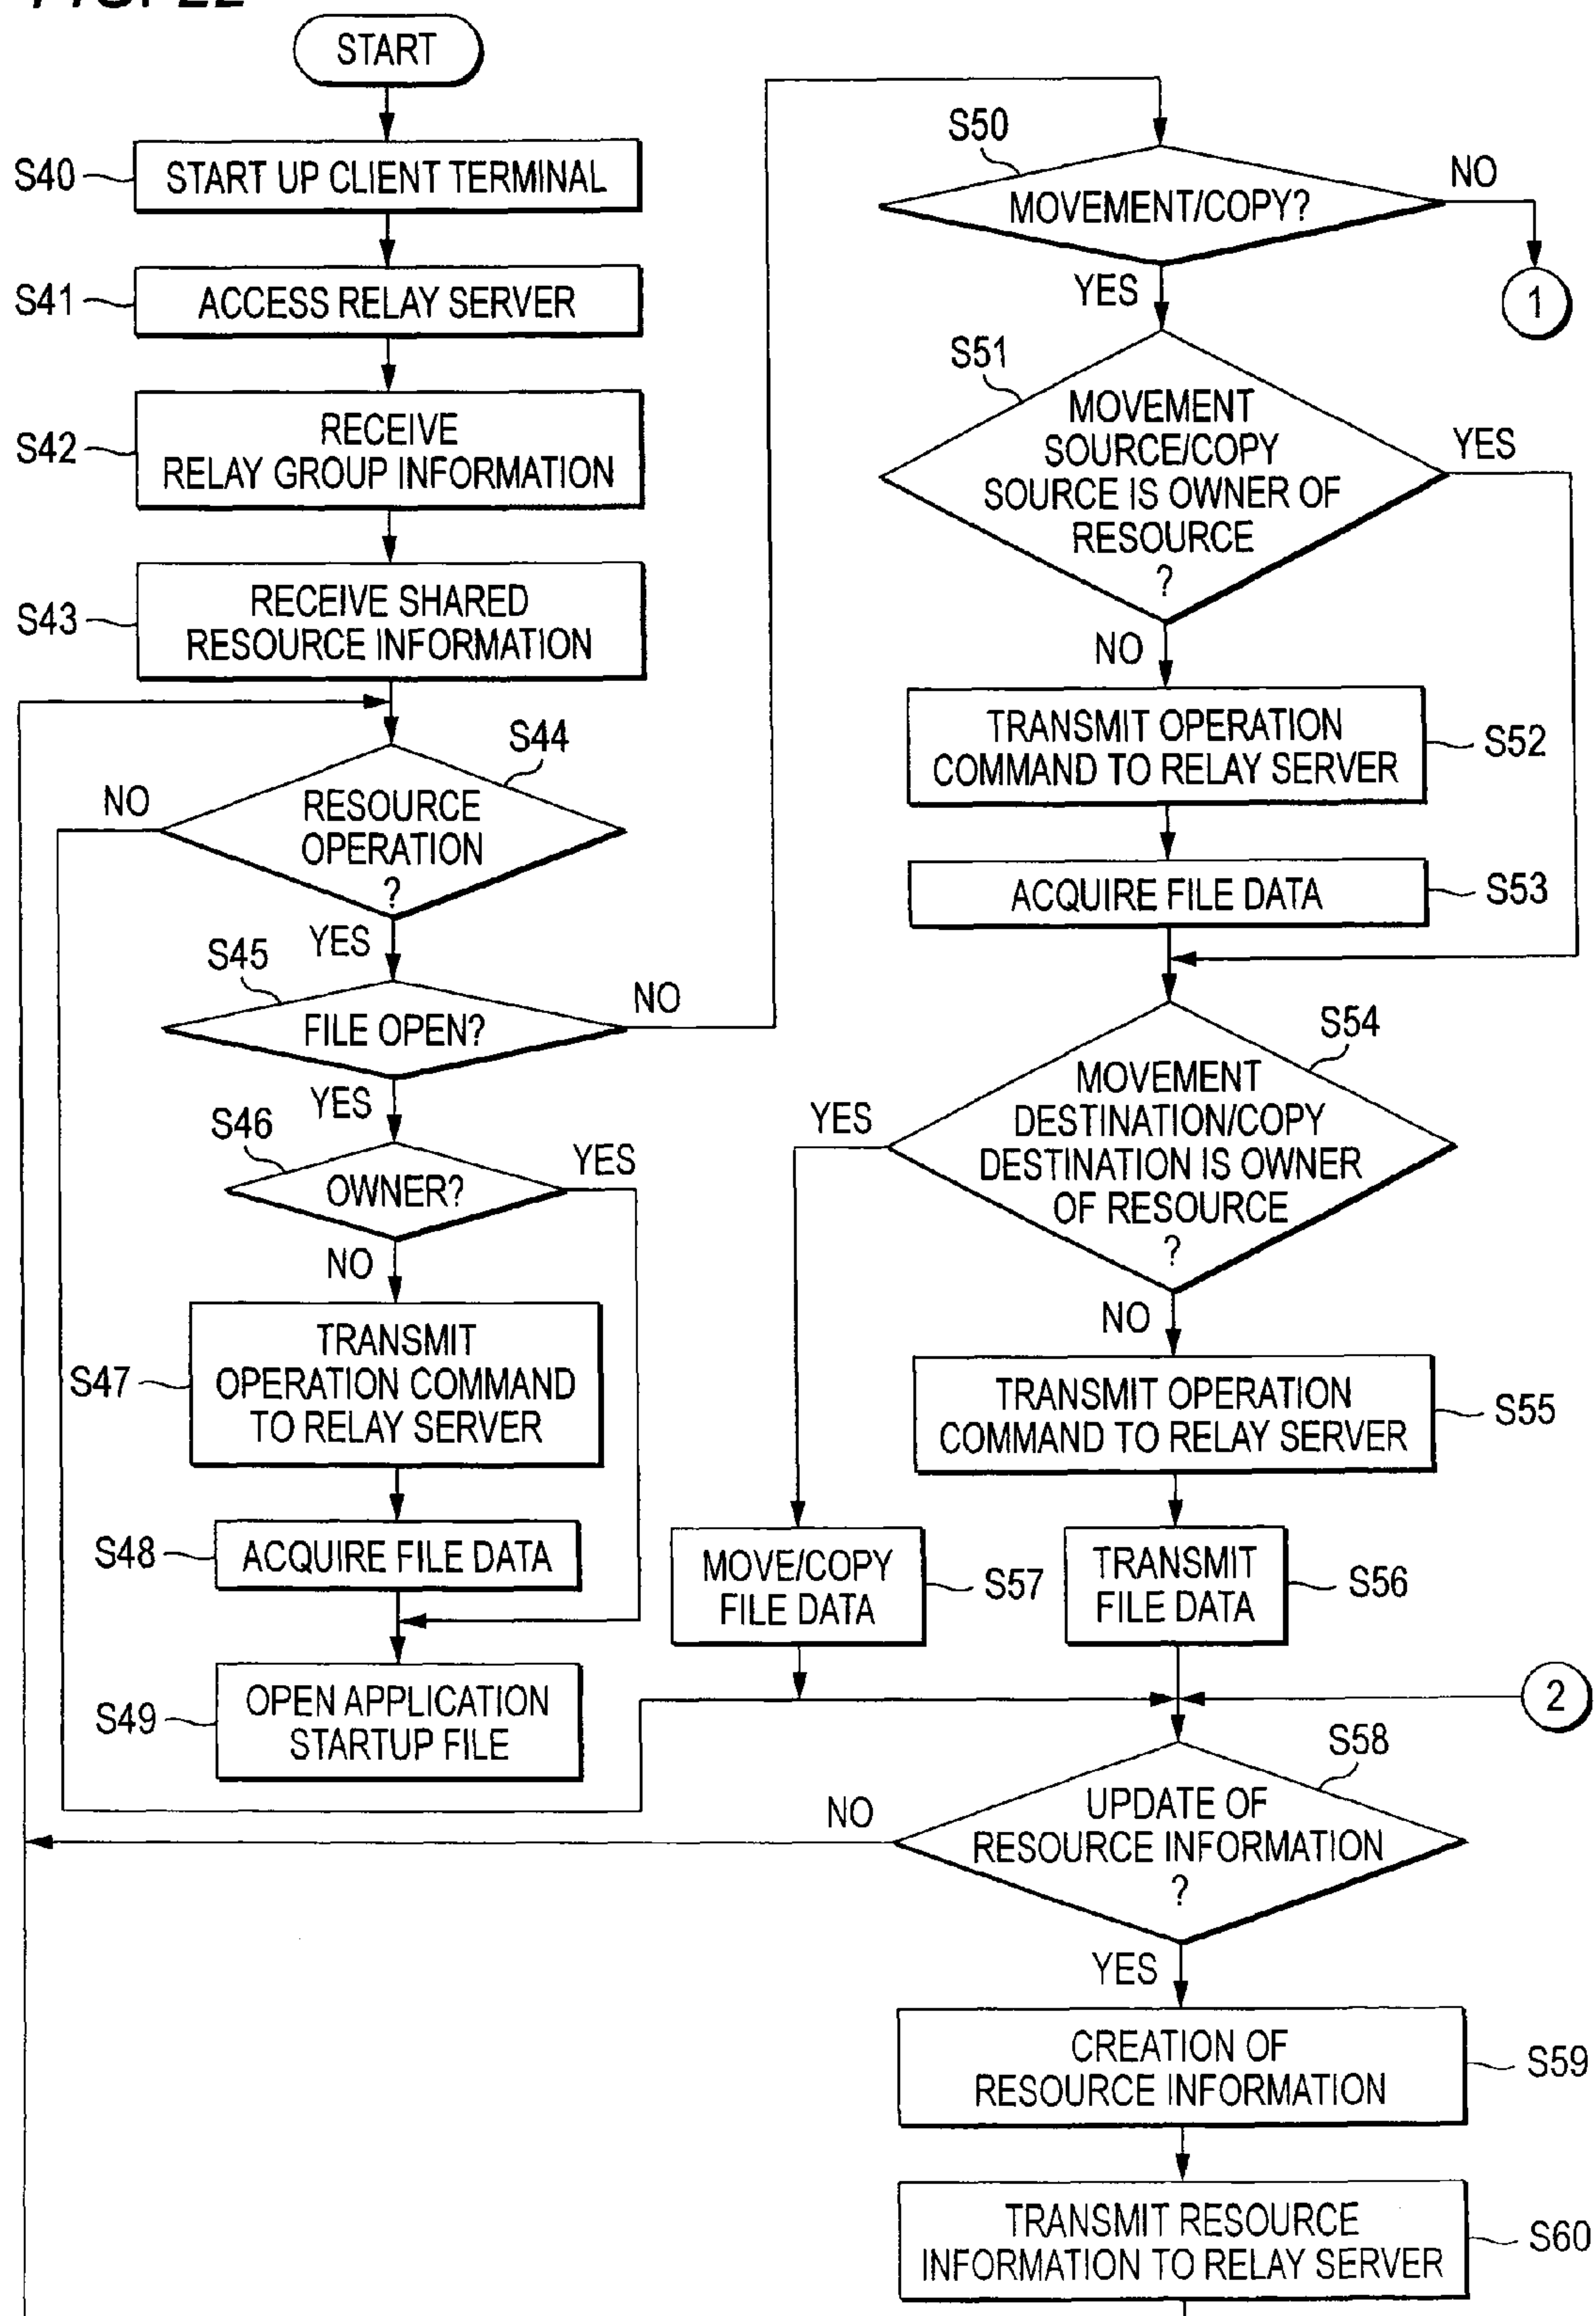 FIG. 22
START
S40
START UP CLIENT TERMINAL
S41
ACCESS RELAY SERVER
S42
RECEIVE
RELAY GROUP INFORMATION
S43
RECEIVE SHARED
RESOURCE INFORMATION
S44
NO
RESOURCE
OPERATION
?
YES
S45
FILE OPEN?
NO
YES
S46
OWNER?
YES
NO
S47
TRANSMIT
OPERATION COMMAND
TO RELAY SERVER
S48
ACQUIRE FILE DATA
S49
OPEN APPLICATION
STARTUP FILE
S50
MOVEMENT/COPY?
NO
1
YES
S51
MOVEMENT
SOURCE/COPY
SOURCE IS OWNER OF
RESOURCE
?
YES
NO
TRANSMIT OPERATION
COMMAND TO RELAY SERVER
S52
ACQUIRE FILE DATA
S53
S54
MOVEMENT
DESTINATION/COPY
DESTINATION IS OWNER
OF RESOURCE
?
YES
NO
TRANSMIT OPERATION
COMMAND TO RELAY SERVER
S55
MOVE/COPY
FILE DATA
S57
TRANSMIT
FILE DATA
S56
2
S58
UPDATE OF
RESOURCE INFORMATION
?
NO
YES
CREATION OF
RESOURCE INFORMATION
S59
TRANSMIT RESOURCE
INFORMATION TO RELAY SERVER
S60